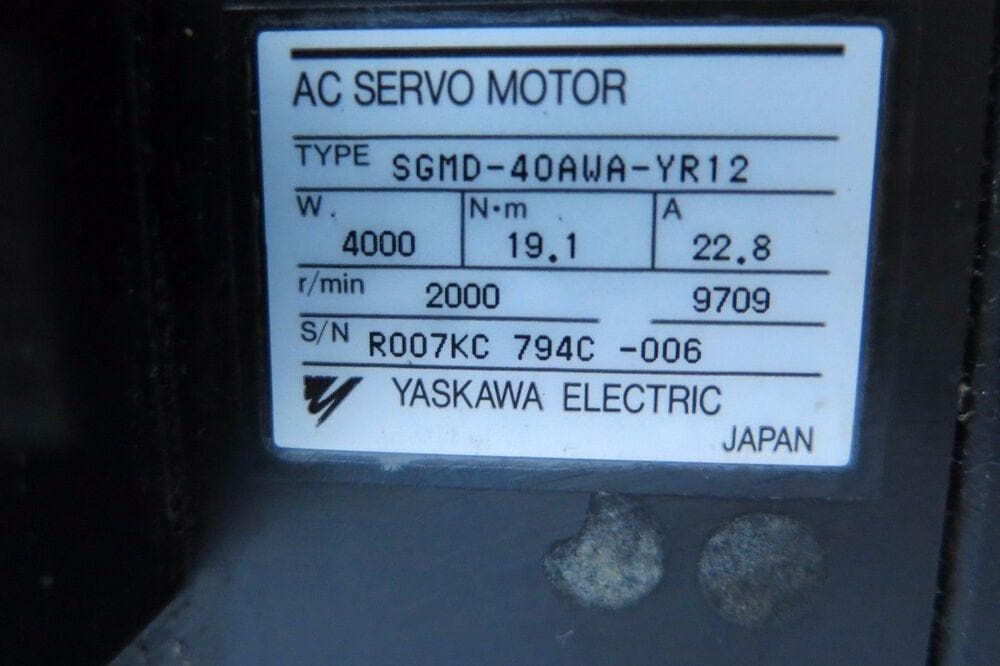 AC SERVO MOTOR
TYPE SGMD-40AWA-YR12
W. N·m A
4000 19.1 22.8
r/min 2000 9709
S/N R007KC 794C -006
YASKAWA ELECTRIC
JAPAN